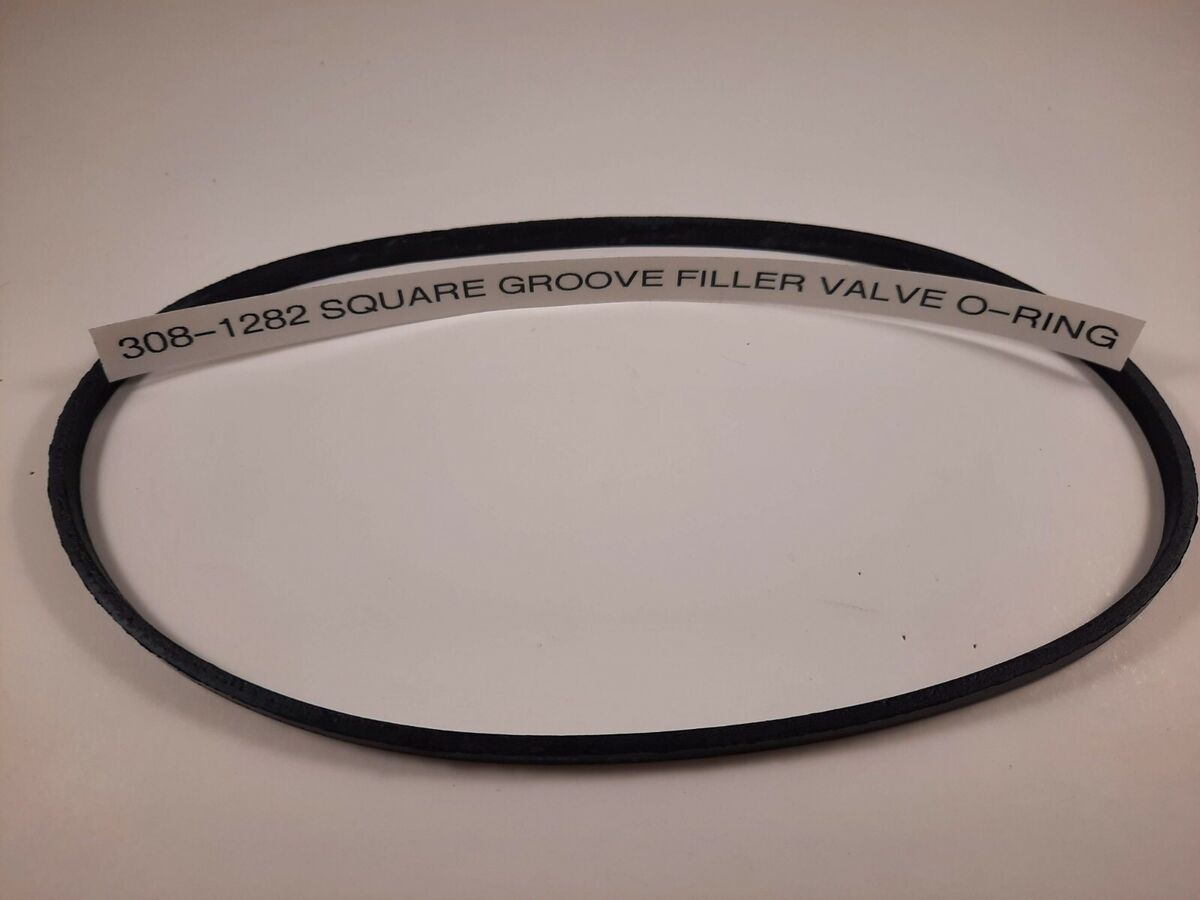 308-1282 SQUARE GROOVE FILLER VALVE O-RING